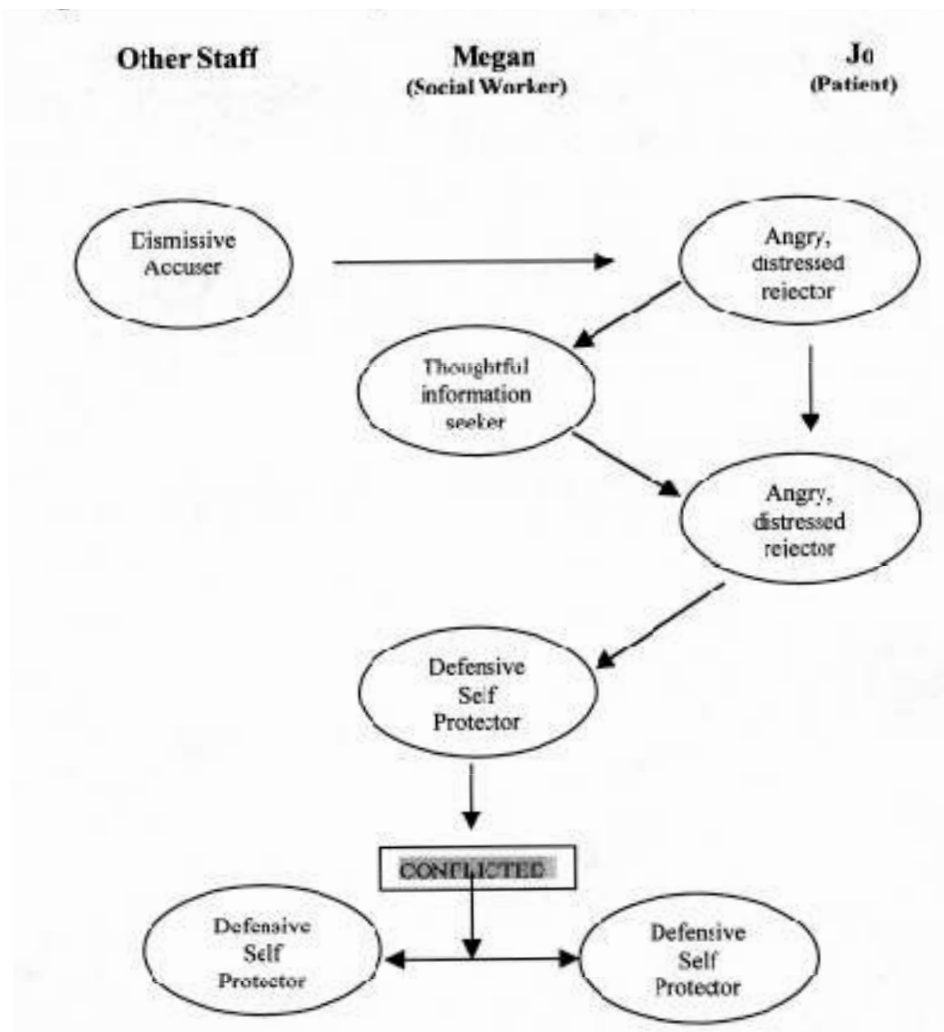 Other Staff
Megan
(Social Worker)
Jo
(Patient)
Dismissive
Accuser
Angry,
distressed
rejector
Thoughtful
information
seeker
Angry,
distressed
rejector
Defensive
Self
Protector
CONFLICTED
Defensive
Self
Protector
Defensive
Self
Protector